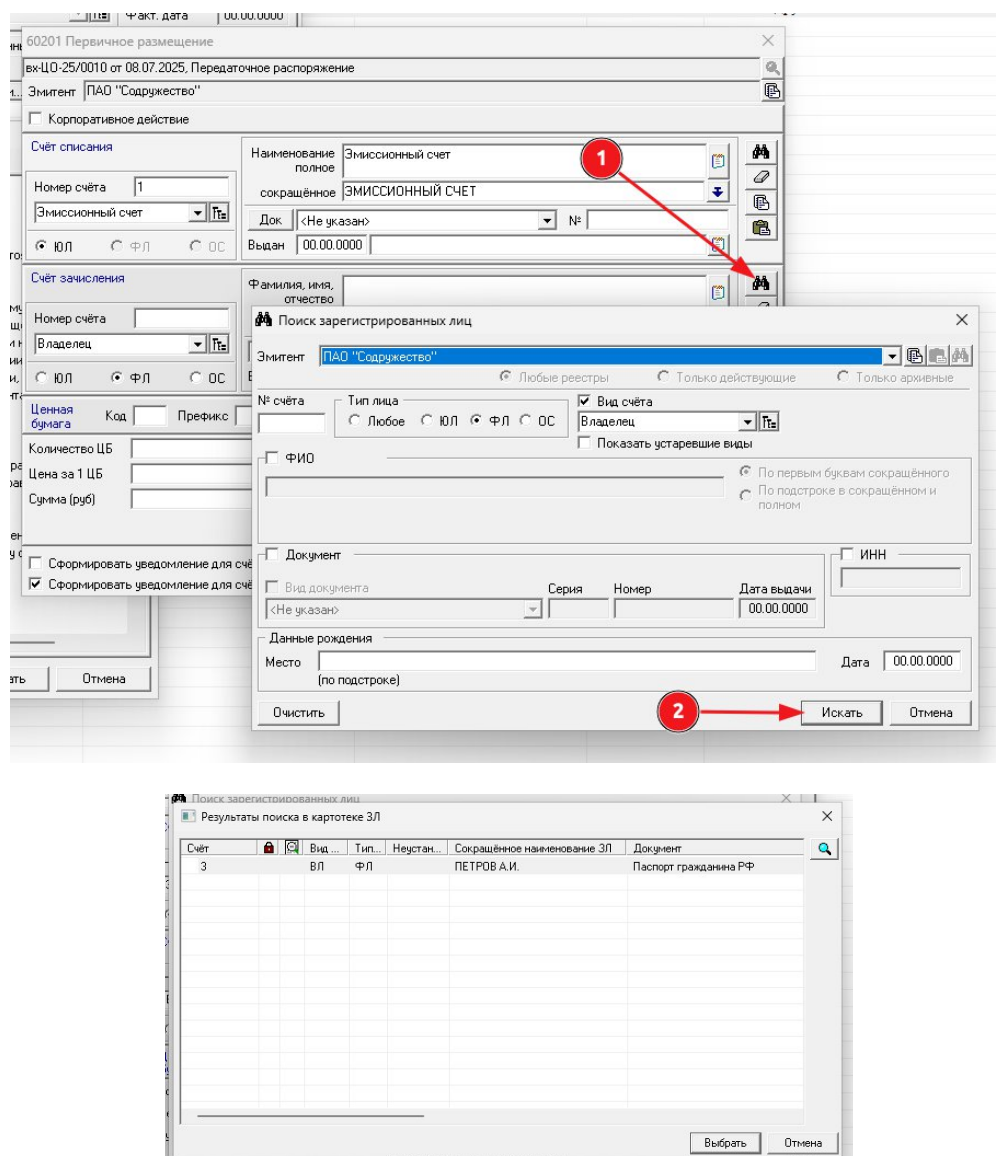 Факт. дата 00.00.0000
60201 Первичное размещение
вх-ЦО-25/0010 от 08.07.2025, Передаточное распоряжение
Эмитент ПАО "Содружество"
Корпоративное действие
Счёт списания
Наименование полное Эмиссионный счет
1
Номер счёта 1
сокращённое ЭМИССИОННЫЙ СЧЕТ
Эмиссионный счет
Док <Не указан> №
ЮЛ ФЛ ОС
Выдан 00.00.0000
Счёт зачисления
Фамилия, имя, отчество
Номер счёта
Владелец
ЮЛ ФЛ ОС
Ценная бумага Код Префикс
Количество ЦБ
Цена за 1 ЦБ
Сумма (руб)
Сформировать уведомление для
Сформировать уведомление для
Отмена
Поиск зарегистрированных лиц
Эмитент ПАО "Содружество"
Любые реестры Только действующие Только архивные
№ счёта Тип лица Вид счёта
Любое ЮЛ ФЛ ОС Владелец
Показать устаревшие виды
ФИО
По первым буквам сокращённого
По подстроке в сокращённом и
полном
Документ ИНН
Вид документа Серия Номер Дата выдачи
<Не указан> 00.00.0000
Данные рождения
Место Дата 00.00.0000
(по подстроке)
Очистить 2 Искать Отмена
Поиск зарегистрированных лиц
Результаты поиска в картотеке ЗЛ
Счёт Вид ... Тип... Неустан... Сокращённое наименование ЗЛ Документ
3 ВЛ ФЛ ПЕТРОВ А.И. Паспорт гражданина РФ
Выбрать Отмена